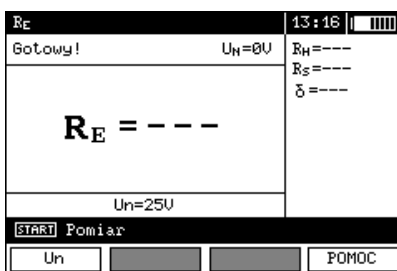 RE 13:16
Gotowy! UN=0V
RH=---
RS=---
δ=---
RE=---
Un=25V
START Pomiar
Un POMOC